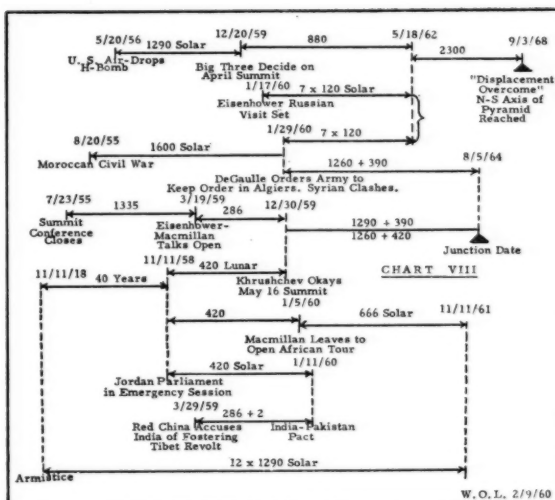 5/20/56 1290 Solar 12/20/59 880 5/18/62 9/3/68
2300
U. S. Air-Drops
H-Bomb
Big Three Decide on
April Summit
"Displacement
Overcome"
N-S Axis of
Pyramid
Reached
1/17/60 7 x 120 Solar
Eisenhower Russian
Visit Set
1/29/60 7 x 120
8/20/55 1600 Solar
Moroccan Civil War
1260 + 390 8/5/64
DeGaulle Orders Army to
Keep Order in Algiers. Syrian Clashes.
7/23/55 1335 3/19/59 286 12/30/59
Summit
Conference
Closes
Eisenhower-
Macmillan
Talks Open
1290 + 390
1260 + 420
Junction Date
11/11/18 40 Years 11/11/58 420 Lunar
Khrushchev Okays
May 16 Summit
CHART VIII
420 1/5/60 666 Solar 11/11/61
Macmillan Leaves to
Open African Tour
420 Solar 1/11/60
Jordan Parliament
in Emergency Session
3/29/59 286 + 2
Red China Accuses
India of Fostering
Tibet Revolt
India-Pakistan
Pact
12 x 1290 Solar
Armistice
W.O.L. 2/9/60